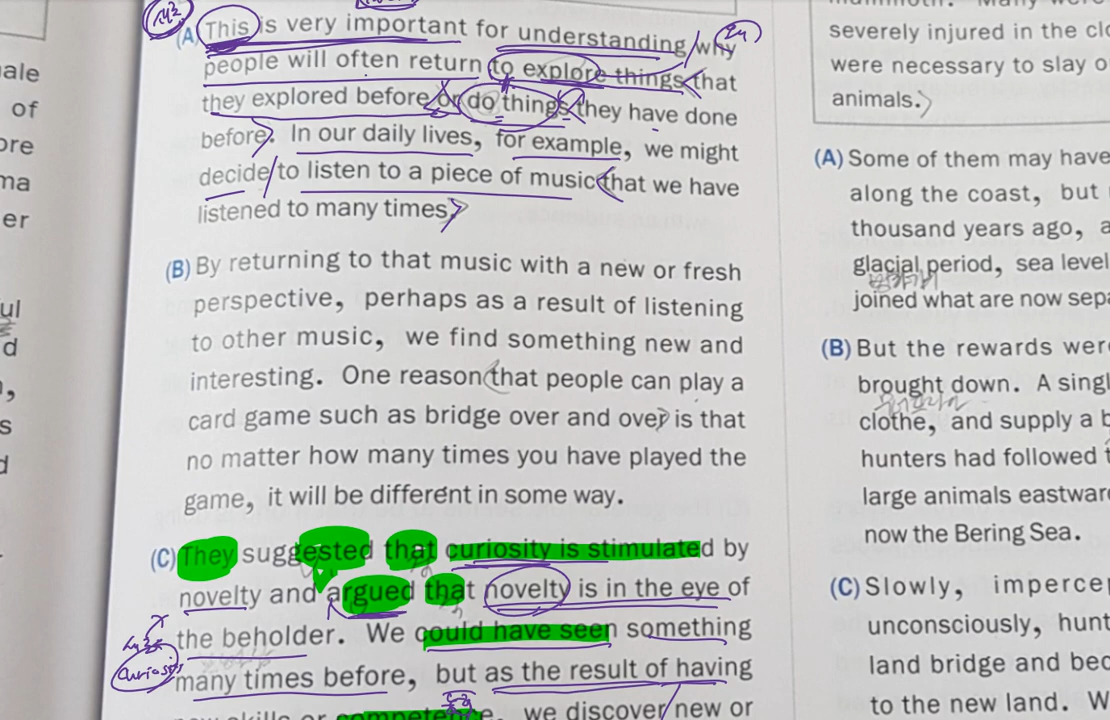 (A) This is very important for understanding why
people will often return to explore things that
they explored before or do things they have done
before. In our daily lives, for example, we might
decide to listen to a piece of music that we have
listened to many times.
(B) By returning to that music with a new or fresh
perspective, perhaps as a result of listening
to other music, we find something new and
interesting. One reason that people can play a
card game such as bridge over and over is that
no matter how many times you have played the
game, it will be different in some way.
(C) They suggested that curiosity is stimulated by
novelty and argued that novelty is in the eye of
the beholder. We could have seen something
many times before, but as the result of having
new skills or competence, we discover new or
severely injured in the
were necessary to slay
animals.
(A) Some of them may have
along the coast, but
thousand years ago,
glacial period, sea level
joined what are now
(B) But the rewards
brought down. A
clothe, and supply a
hunters had followed
large animals
now the Bering Sea.
(C) Slowly,
unconsciously,
land bridge and
to the new land.
of